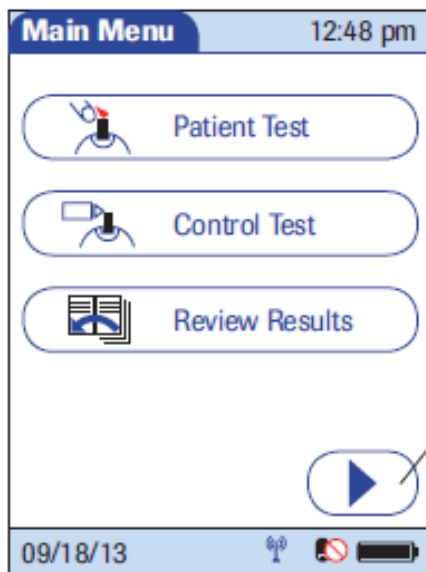 Main Menu 12:48 pm
Patient Test
Control Test
Review Results
09/18/13